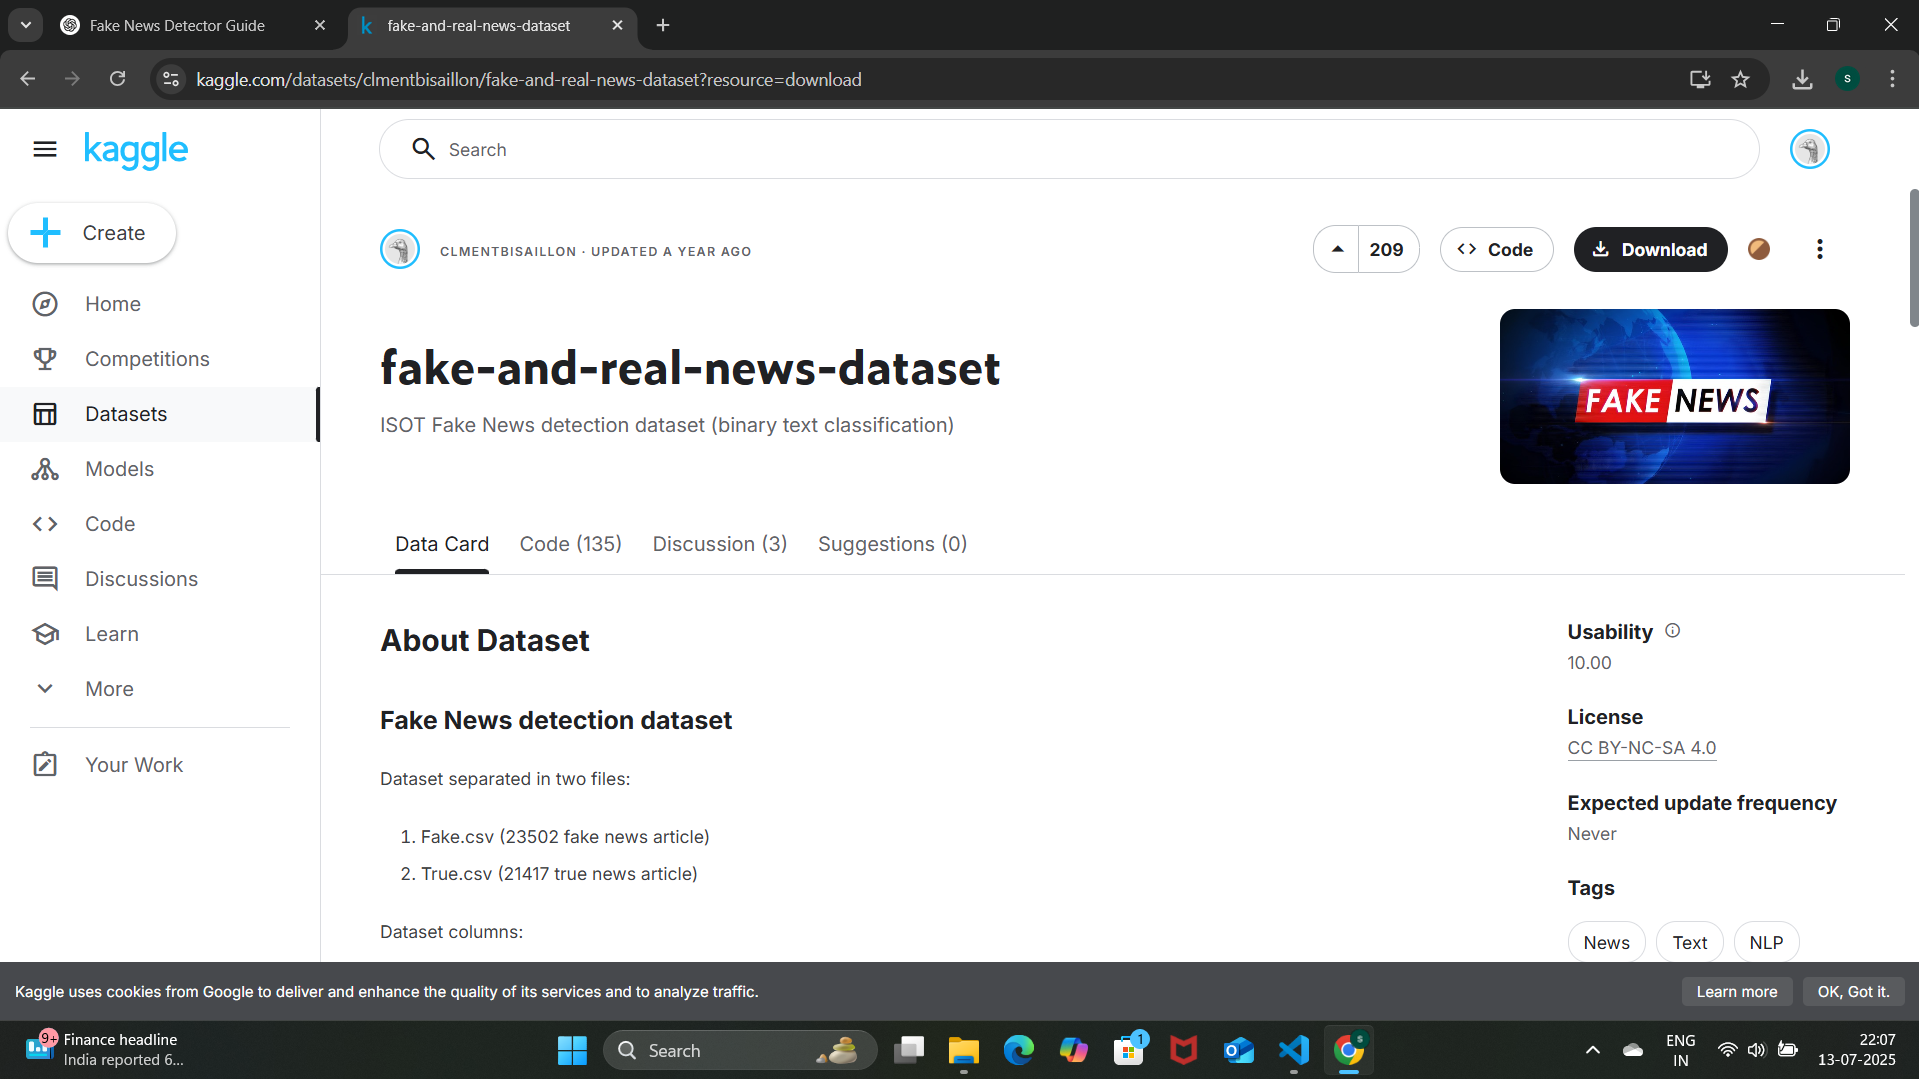 Fake News Detector Guide
fake-and-real-news-dataset
kaggle.com/datasets/clmentbisaillon/fake-and-real-news-dataset?resource=download
S
kaggle
Search
Create
Home
Competitions
Datasets
Models
Code
Discussions
Learn
More
Your Work
CLMENTBISAILLON · UPDATED A YEAR AGO
209
Code
Download
fake-and-real-news-dataset
ISOT Fake News detection dataset (binary text classification)
FAKE NEWS
Data Card
Code (135)
Discussion (3)
Suggestions (0)
About Dataset
Fake News detection dataset
Dataset separated in two files:
1. Fake.csv (23502 fake news article)
2. True.csv (21417 true news article)
Dataset columns:
Usability
10.00
License
CC BY-NC-SA 4.0
Expected update frequency
Never
Tags
News
Text
NLP
Kaggle uses cookies from Google to deliver and enhance the quality of its services and to analyze traffic.
Learn more
OK, Got it.
9+
Finance headline
India reported 6...
Search
1
S
ENG
IN
22:07
13-07-2025